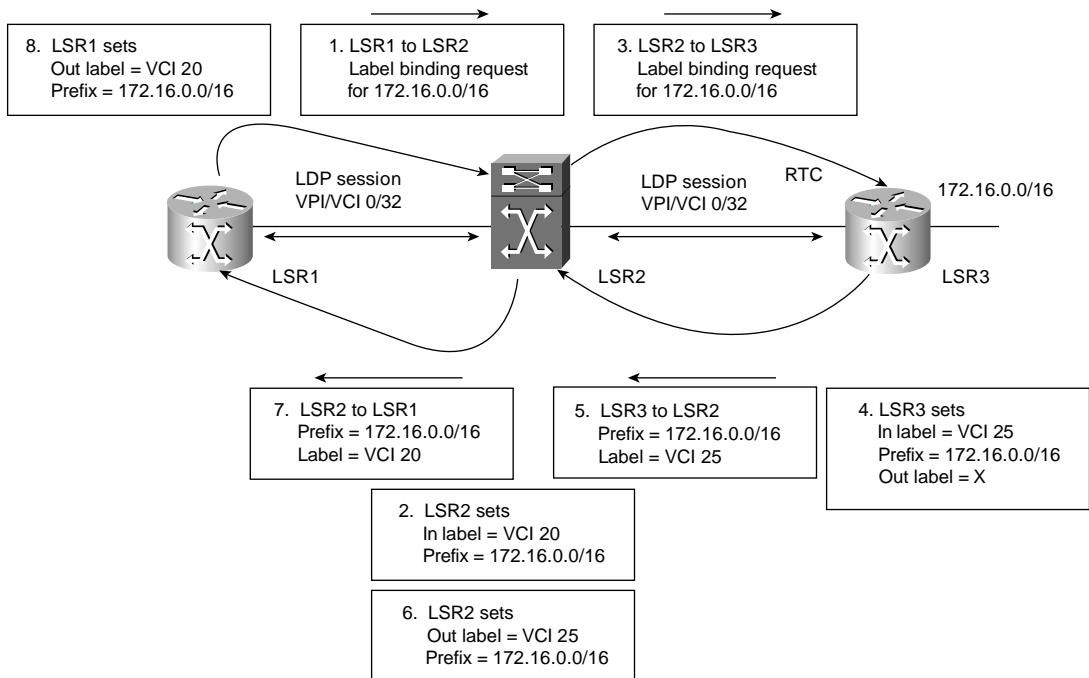 8. LSR1 sets
Out label = VCI 20
Prefix = 172.16.0.0/16
1. LSR1 to LSR2
Label binding request
for 172.16.0.0/16
3. LSR2 to LSR3
Label binding request
for 172.16.0.0/16
LDP session
VPI/VCI 0/32
LDP session
VPI/VCI 0/32
RTC
172.16.0.0/16
LSR1
LSR2
LSR3
7. LSR2 to LSR1
Prefix = 172.16.0.0/16
Label = VCI 20
5. LSR3 to LSR2
Prefix = 172.16.0.0/16
Label = VCI 25
4. LSR3 sets
In label = VCI 25
Prefix = 172.16.0.0/16
Out label = X
2. LSR2 sets
In label = VCI 20
Prefix = 172.16.0.0/16
6. LSR2 sets
Out label = VCI 25
Prefix = 172.16.0.0/16